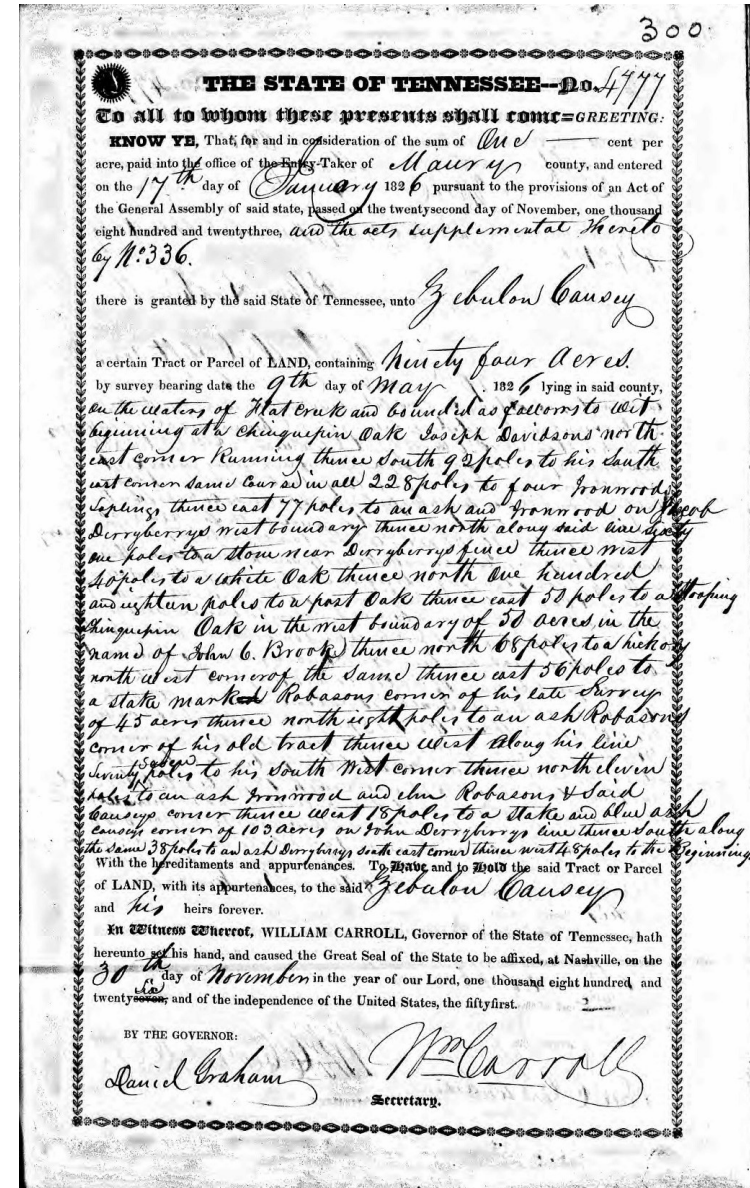 300
THE STATE OF TENNESSEE--No. 4777
To all to whom these presents shall come=GREETING:
KNOW YE, That, for and in consideration of the sum of One cent per
acre, paid into the office of the Entry-Taker of Maury county, and entered
on the 17th day of January 1826 pursuant to the provisions of an Act of
the General Assembly of said state, passed on the twentysecond day of November, one thousand
eight hundred and twentythree, and the acts supplemental thereto
by No. 336.
there is granted by the said State of Tennessee, unto Zebulon Causey
a certain Tract or Parcel of LAND, containing Ninety four Acres.
by survey bearing date the 9th day of May 1826 lying in said county,
on the waters of Flat Creek and bounded as follows to wit
beginning at a Chinquepin Oak Joseph Davidsons north
east corner Running thence South 92 poles to his South
east corner same course in all 228 poles to four Ironwood
Saplings thence east 77 poles to an ash and Ironwood on Jacob
Derryberrys west boundary thence north along said line Sixty
one poles to a stone near Derryberrys fence thence west
40 poles to a white Oak thence north One hundred
and eighteen poles to a post Oak thence east 50 poles to a Stooping
Chinquepin Oak in the west boundary of 50 acres in the
name of John C. Brook) thence north 68 poles to a hickory
north west corner of the same thence east 56 poles to
a stake marked Robasons corner of his late Survey
of 45 acres thence north eight poles to an ash Robasons
corner of his old tract thence West along his line
Seventy Seven poles to his South West corner thence north eleven
poles to an ash Ironwood and elm Robasons & Said
Causeys corner thence west 18 poles to a stake and blue ash
Causeys corner of 103 acres on John Derryberrys line thence South along
the same 38 poles to an ash Derryberrys south east corner thence west 48 poles to the Beginning
With the hereditaments and appurtenances. To Have and to Hold the said Tract or Parcel
of LAND, with its appurtenances, to the said Zebulon Causey
and his heirs forever.
In Witness Whereof, WILLIAM CARROLL, Governor of the State of Tennessee, hath
hereunto set his hand, and caused the Great Seal of the State to be affixed, at Nashville, on the
30th day of November in the year of our Lord, one thousand eight hundred and
twentyseven, Six and of the independence of the United States, the fiftyfirst.
BY THE GOVERNOR:
Wm Carroll
Daniel Graham
Secretary.